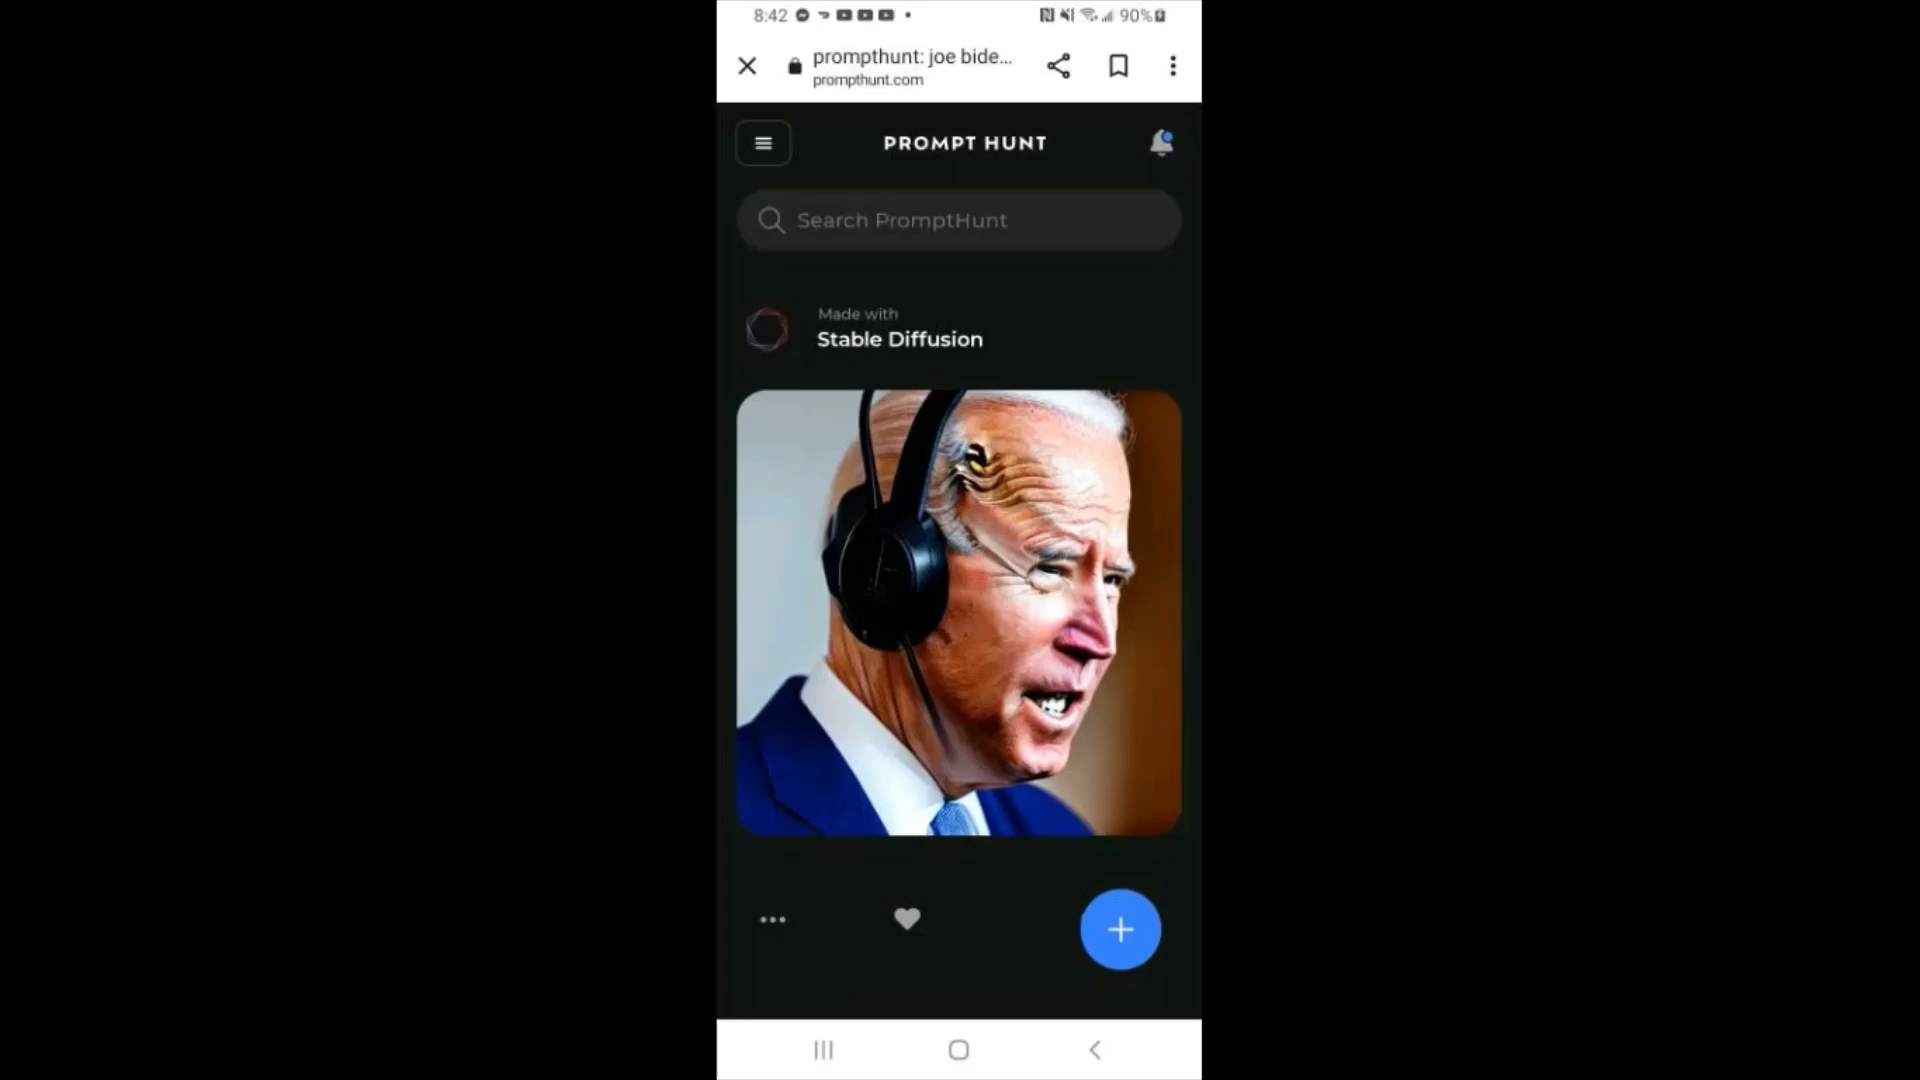 8:42
90%
prompthunt: joe bide...
prompthunt.com
PROMPT HUNT
Search PromptHunt
Made with
Stable Diffusion